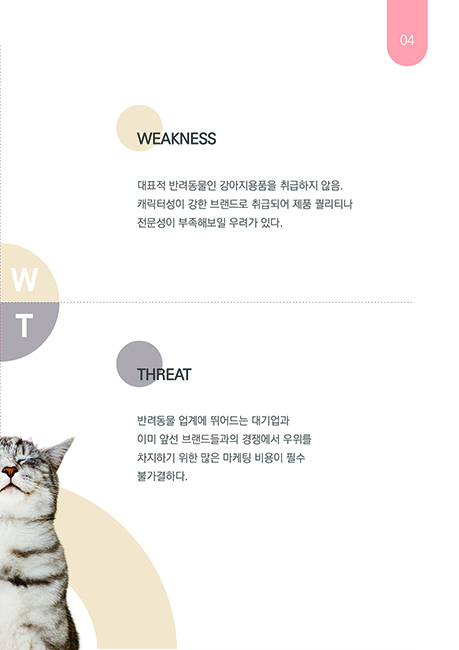 04
WEAKNESS
대표적 반려동물인 강아지용품을 취급하지 않음.
캐릭터성이 강한 브랜드로 취급되어 제품 퀄리티나
전문성이 부족해보일 우려가 있다.
W
T
THREAT
반려동물 업계에 뛰어드는 대기업과
이미 앞선 브랜드들과의 경쟁에서 우위를
차지하기 위한 많은 마케팅 비용이 필수
불가결하다.